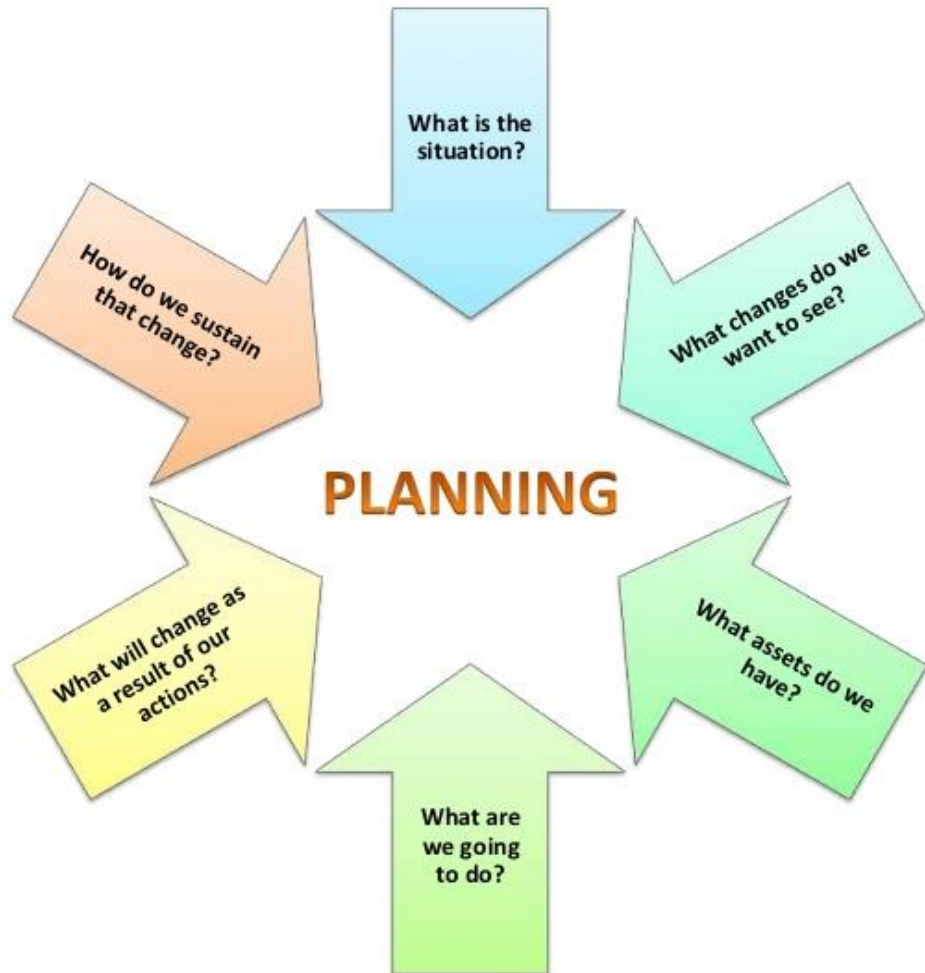 What is the
situation?
What changes do we
want to see?
What assets do we
have?
What are
we going
to do?
What will change as
a result of our
actions?
How do we sustain
that change?
PLANNING